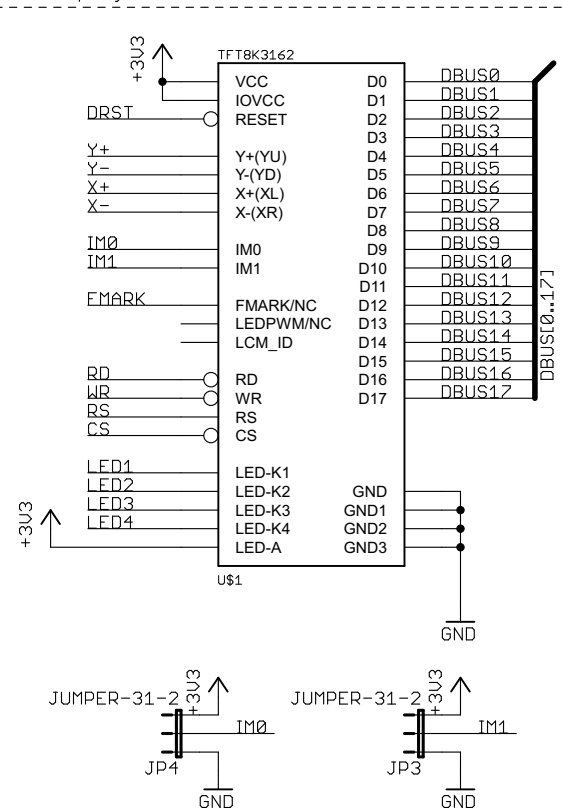 +3V3
TFT8K3162
VCC D0 DBUS0
IOVCC D1 DBUS1
DRST RESET D2 DBUS2
D3 DBUS3
Y+ Y+(YU) D4 DBUS4
Y- Y-(YD) D5 DBUS5
X+ X+(XL) D6 DBUS6
X- X-(XR) D7 DBUS7
D8 DBUS8
IM0 IM0 D9 DBUS9
IM1 IM1 D10 DBUS10
D11 DBUS11
FMARK FMARK/NC D12 DBUS12
LEDPWM/NC D13 DBUS13
LCM_ID D14 DBUS14
D15 DBUS15
RD RD D16 DBUS16
WR WR D17 DBUS17
RS RS
CS CS
DBUS[0..17]
LED1 LED-K1
LED2 LED-K2 GND
LED3 LED-K3 GND1
LED4 LED-K4 GND2
+3V3 LED-A GND3
U$1
GND
JUMPER-31-2 +3V3 JUMPER-31-2 +3V3
IM0 IM1
JP4 JP3
GND GND